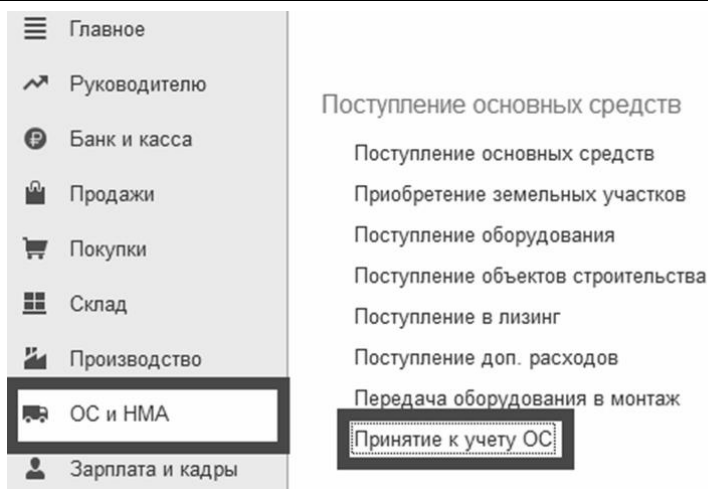 Главное
Руководителю
Банк и касса
Продажи
Покупки
Склад
Производство
ОС и НМА
Зарплата и кадры
Поступление основных средств
Поступление основных средств
Приобретение земельных участков
Поступление оборудования
Поступление объектов строительства
Поступление в лизинг
Поступление доп. расходов
Передача оборудования в монтаж
Принятие к учету ОС